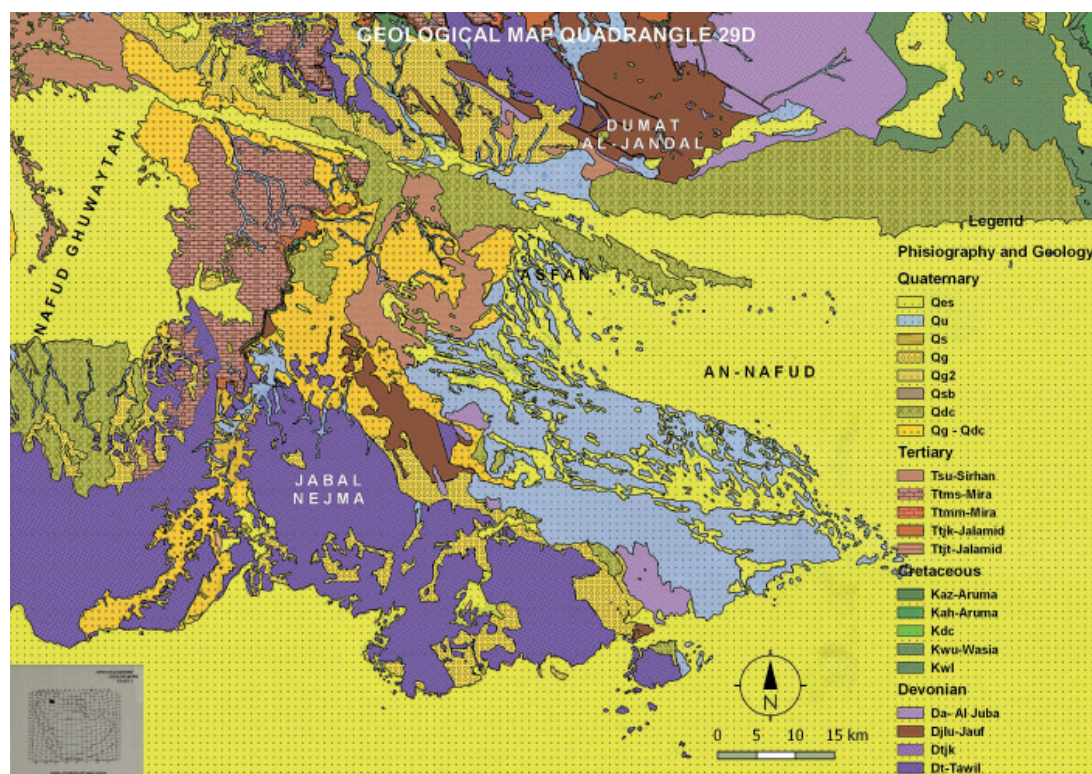 GEOLOGICAL MAP QUADRANGLE 29D
DUMAT
AL-JANDAL
NAFUD GHUWAYTAH
ASFAN
AN-NAFUD
JABAL
NEJMA
Legend
Phisiography and Geology
Quaternary
Qes
Qu
Qs
Qg
Qg2
Qsb
Qdc
Qg - Qdc
Tertiary
Tsu-Sirhan
Ttms-Mira
Ttmm-Mira
Ttjk-Jalamid
Ttjt-Jalamid
Cretaceous
Kaz-Aruma
Kah-Aruma
Kdc
Kwu-Wasia
Kwl
Devonian
Da- Al Juba
Djlu-Jauf
Dtjk
Dt-Tawil
N
0 5 10 15 km